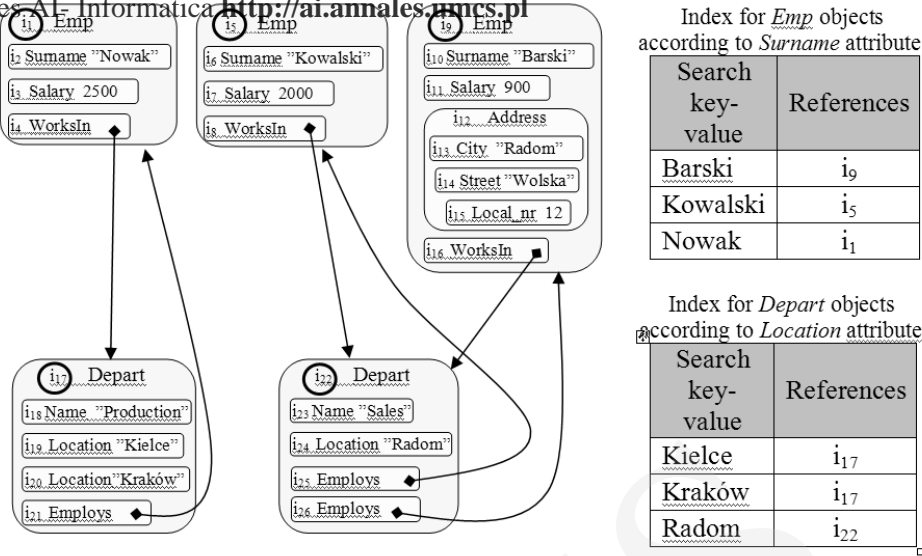 es AI- Informatica http://ai.annales.umcs.pl
i1 Emp
i2 Surname "Nowak"
i3 Salary 2500
i4 WorksIn
i5 Emp
i6 Surname "Kowalski"
i7 Salary 2000
i8 WorksIn
i9 Emp
i10 Surname "Barski"
i11 Salary 900
i12 Address
i13 City "Radom"
i14 Street "Wolska"
i15 Local_nr 12
i16 WorksIn
i17 Depart
i18 Name "Production"
i19 Location "Kielce"
i20 Location "Kraków"
i21 Employs
i22 Depart
i23 Name "Sales"
i24 Location "Radom"
i25 Employs
i26 Employs
Index for Emp objects
according to Surname attribute
Search
key-
value
References
Barski i9
Kowalski i5
Nowak i1
Index for Depart objects
according to Location attribute
Search
key-
value
References
Kielce i17
Kraków i17
Radom i22